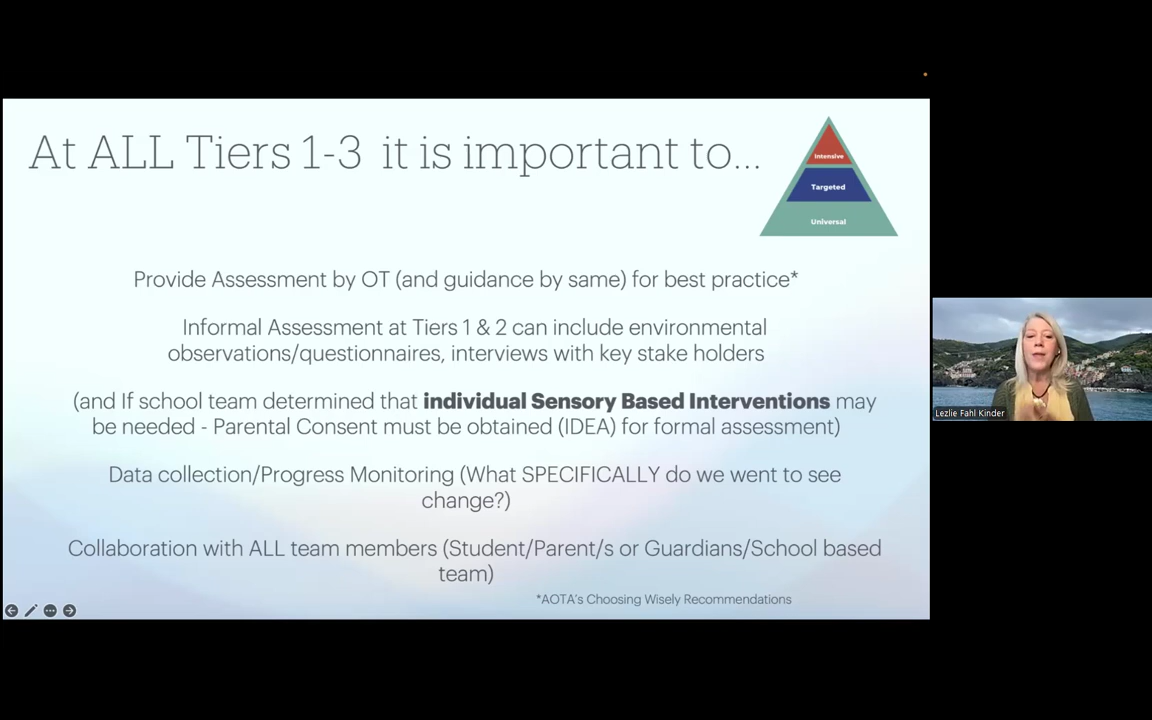 At ALL Tiers 1-3 it is important to...
Intensive
Targeted
Universal
Provide Assessment by OT (and guidance by same) for best practice*
Informal Assessment at Tiers 1 & 2 can include environmental
observations/questionnaires, interviews with key stake holders
(and If school team determined that individual Sensory Based Interventions may
be needed - Parental Consent must be obtained (IDEA) for formal assessment)
Data collection/Progress Monitoring (What SPECIFICALLY do we went to see
change?)
Collaboration with ALL team members (Student/Parent/s or Guardians/School based
team)
*AOTA's Choosing Wisely Recommendations
Lezlie Fahl Kinder